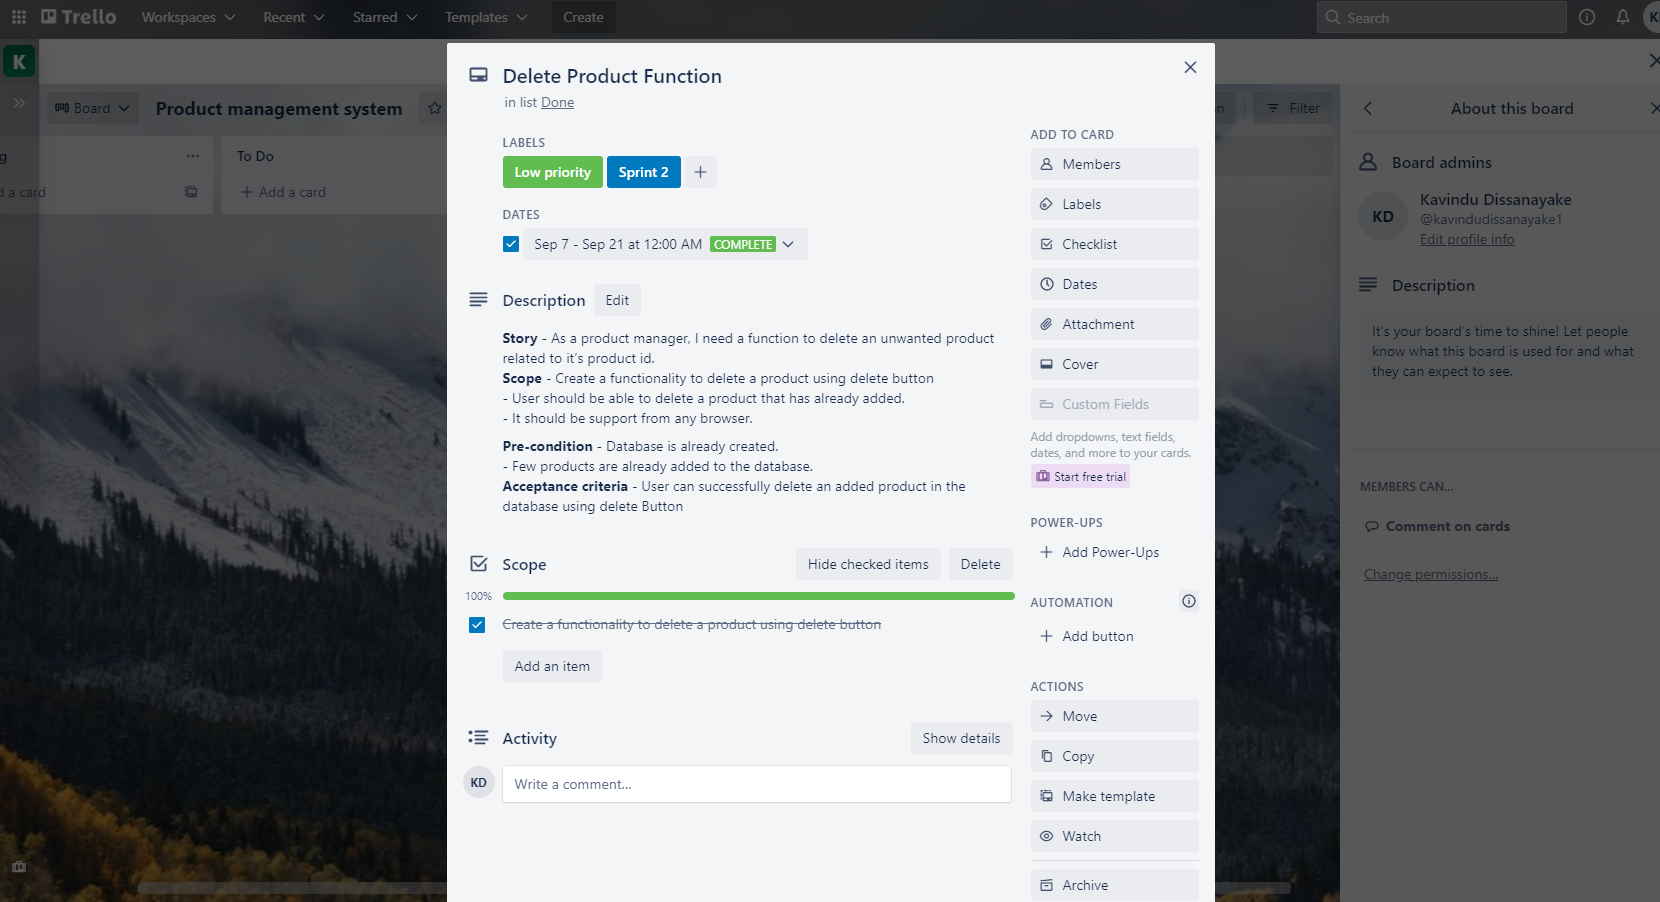 Trello
Workspaces
Recent
Starred
Templates
Create
Search
K
K
Board
Product management system
Filter
g
To Do
d a card
Add a card
Delete Product Function
in list Done
LABELS
Low priority
Sprint 2
DATES
Sep 7 - Sep 21 at 12:00 AM COMPLETE
Description
Edit
Story - As a product manager, I need a function to delete an unwanted product
related to it's product id.
Scope - Create a functionality to delete a product using delete button
- User should be able to delete a product that has already added.
- It should be support from any browser.
Pre-condition - Database is already created.
- Few products are already added to the database.
Acceptance criteria - User can successfully delete an added product in the
database using delete Button
Scope
Hide checked items
Delete
100%
Create a functionality to delete a product using delete button
Add an item
Activity
Show details
KD
Write a comment...
ADD TO CARD
Members
Labels
Checklist
Dates
Attachment
Cover
Custom Fields
Add dropdowns, text fields,
dates, and more to your cards.
Start free trial
POWER-UPS
Add Power-Ups
AUTOMATION
Add button
ACTIONS
Move
Copy
Make template
Watch
Archive
About this board
Board admins
KD
Kavindu Dissanayake
@kavindudissanayake1
Edit profile info
Description
It's your board's time to shine! Let people
know what this board is used for and what
they can expect to see.
MEMBERS CAN...
Comment on cards
Change permissions...